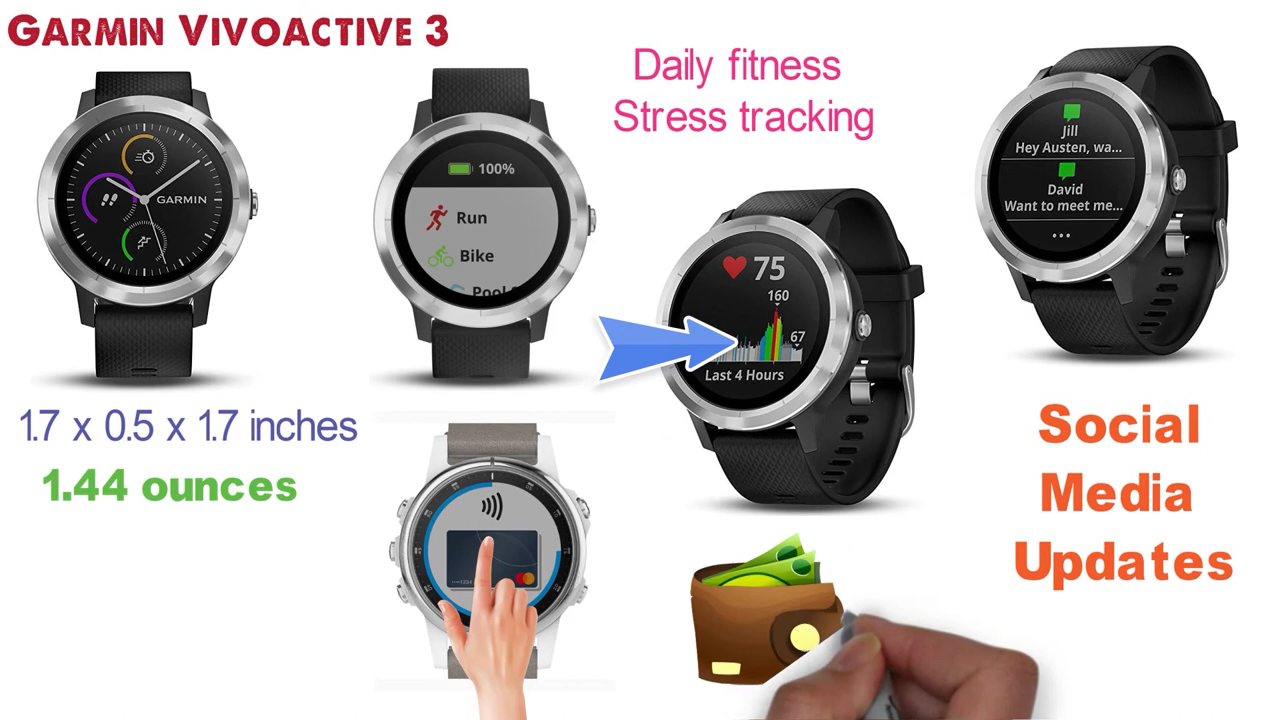 Garmin Vivoactive 3
GARMIN
100%
Run
Bike
Pool
Daily fitness
Stress tracking
75
160
67
Last 4 Hours
Jill
Hey Austen, wa...
David
Want to meet me...
...
1.7 x 0.5 x 1.7 inches
1.44 ounces
Social
Media
Updates